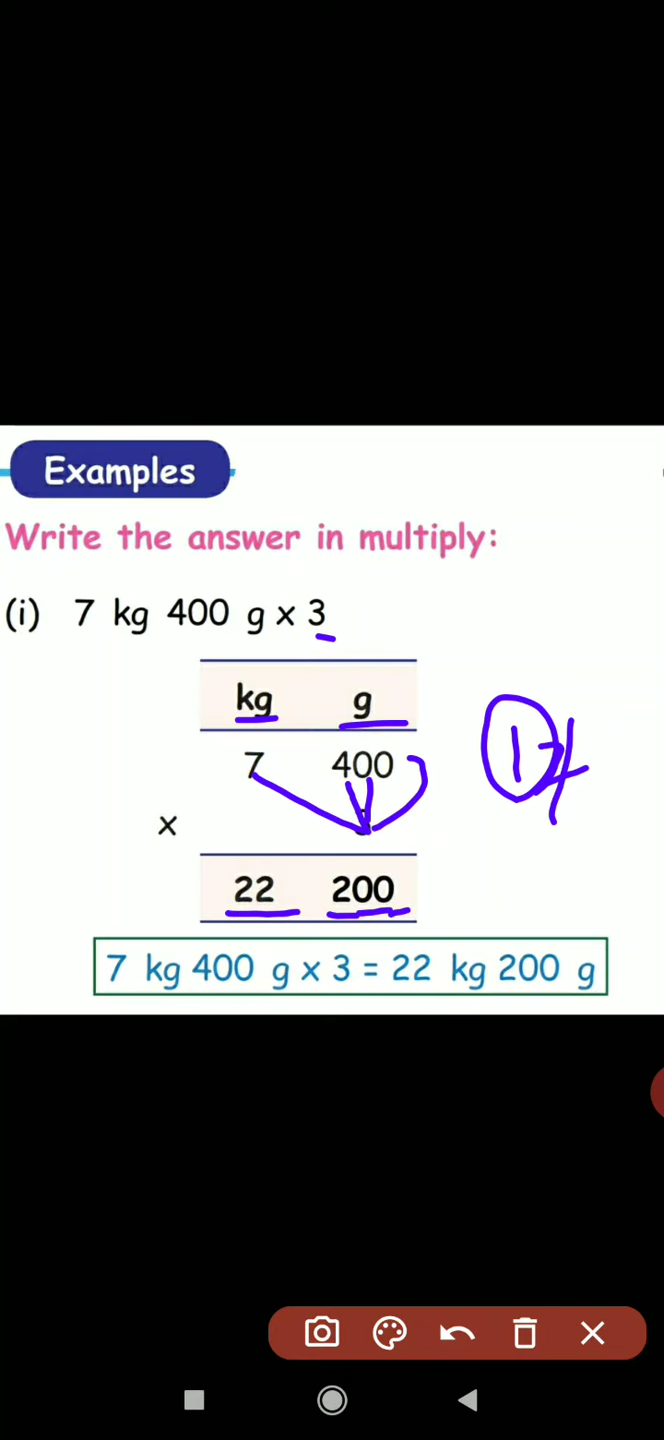 Examples
Write the answer in multiply:
(i) 7 kg 400 g x 3
kg g
7 400
x
22 200
7 kg 400 g x 3 = 22 kg 200 g